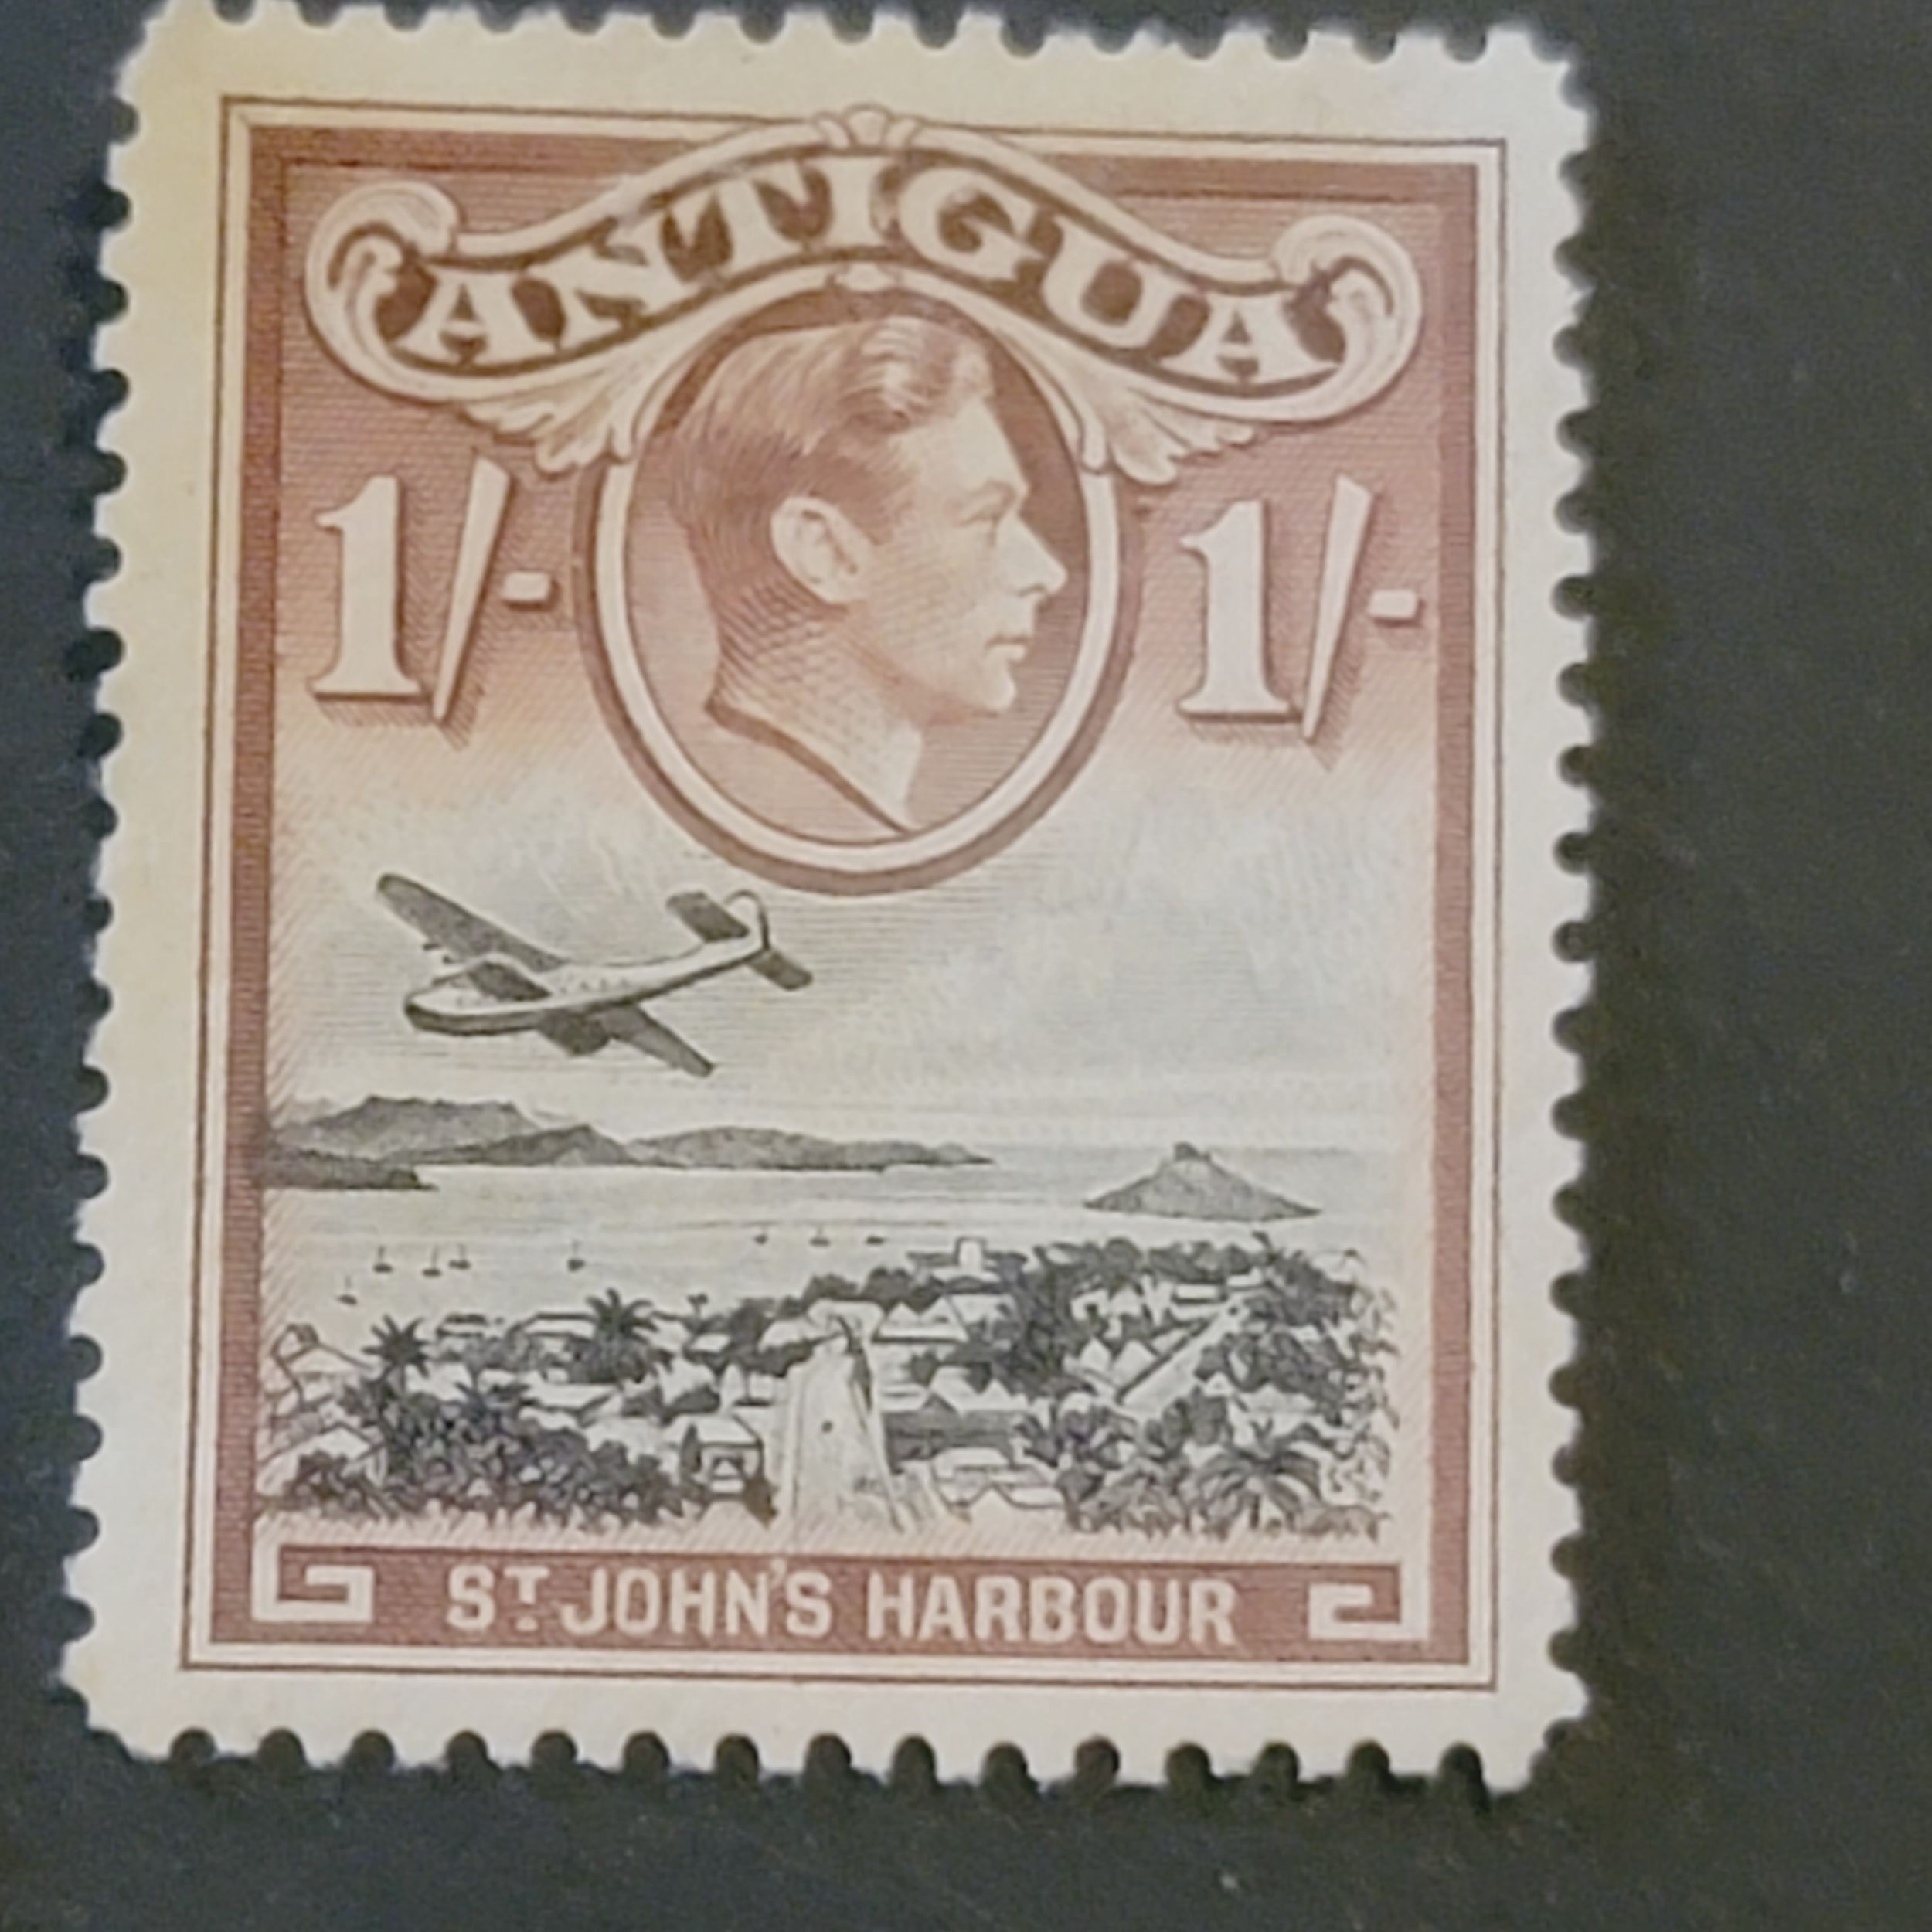 ANTIGUA
1/- 1/-
ST. JOHN'S HARBOUR